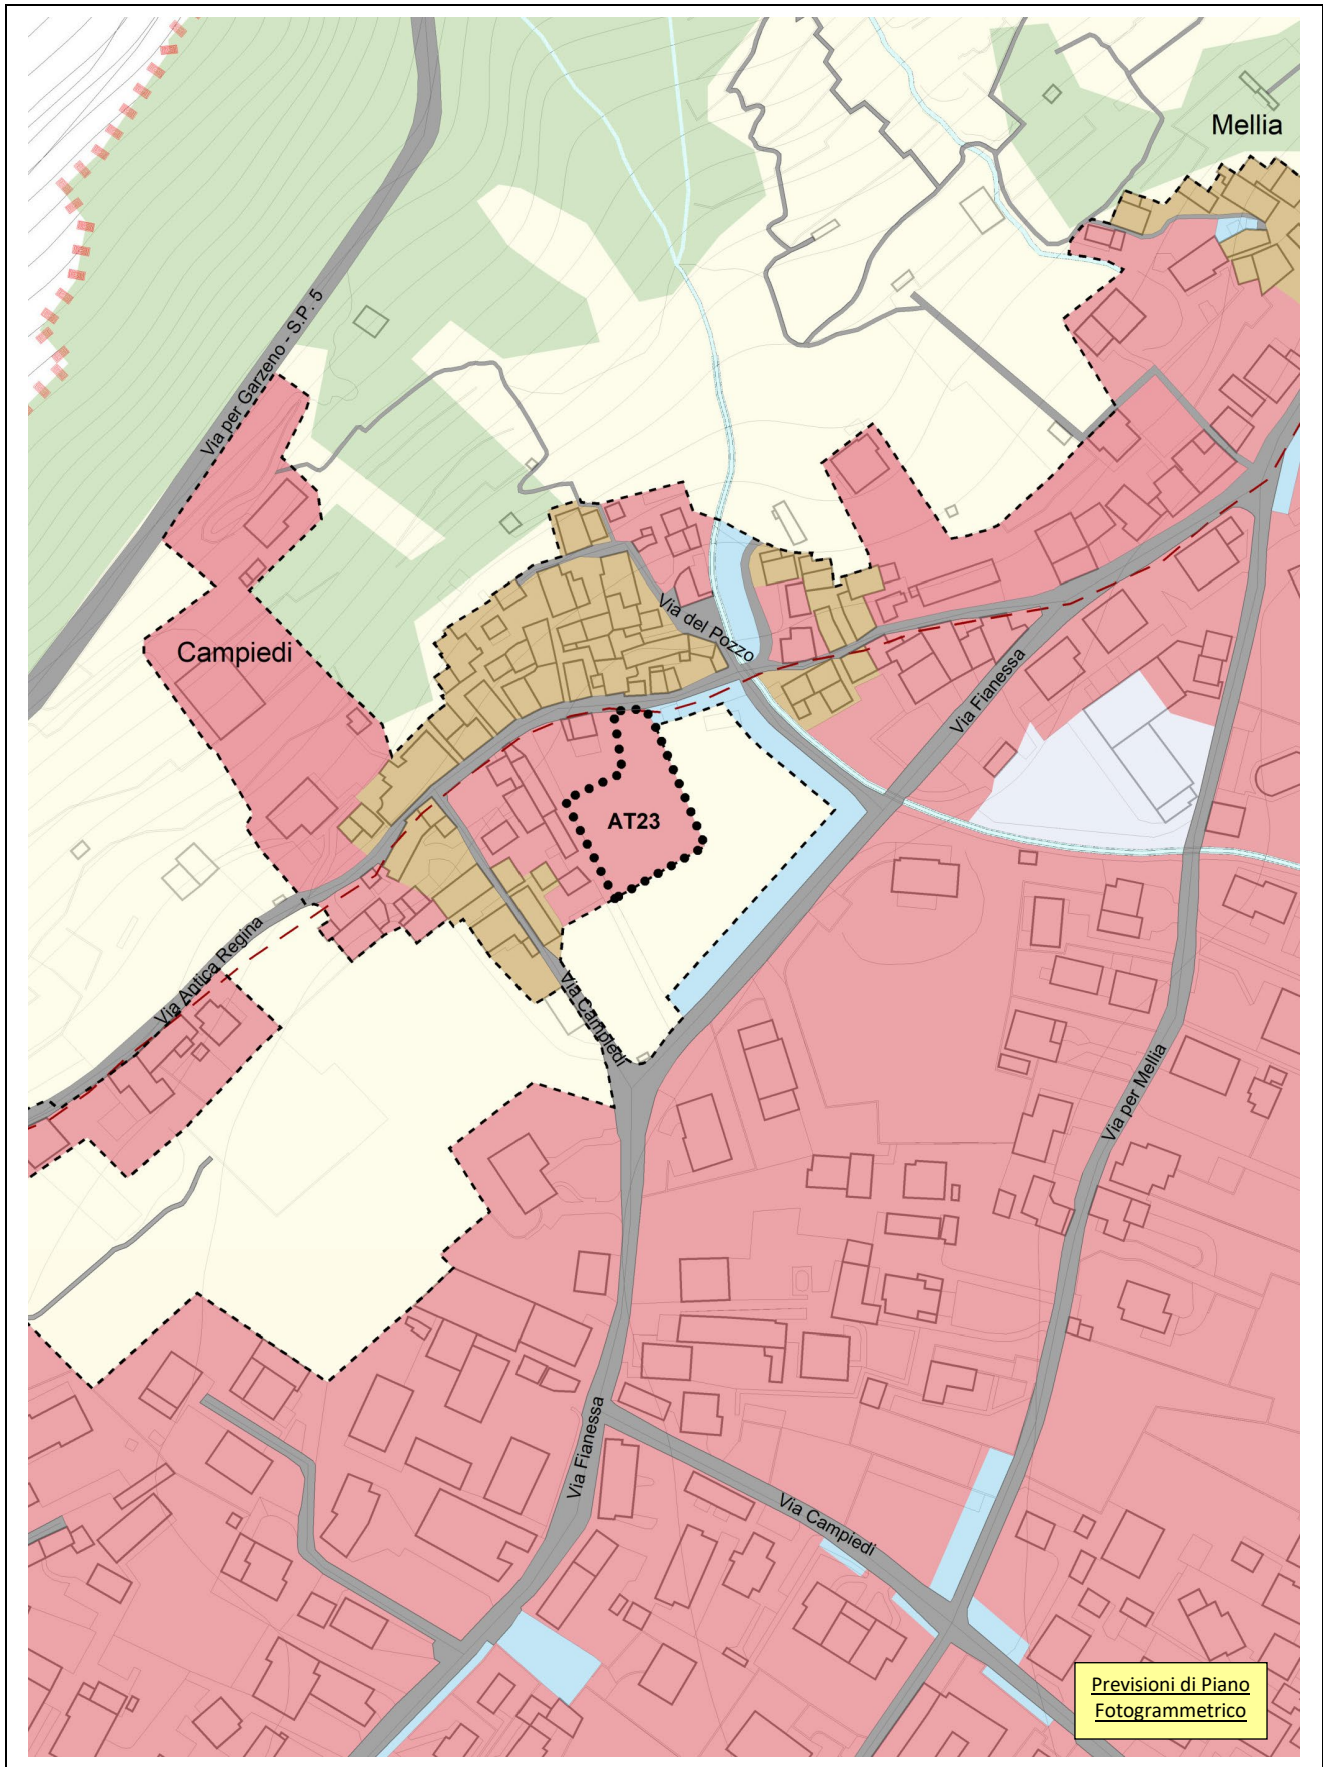 Mellia
Via per Garzeno - S.P. 5
Via del Pozzo
Campiedi
Via Fianessa
AT23
Via Antica Regina
Via Campiedi
Via per Mellia
Via Fianessa
Via Campiedi
Previsioni di Piano
Fotogrammetrico